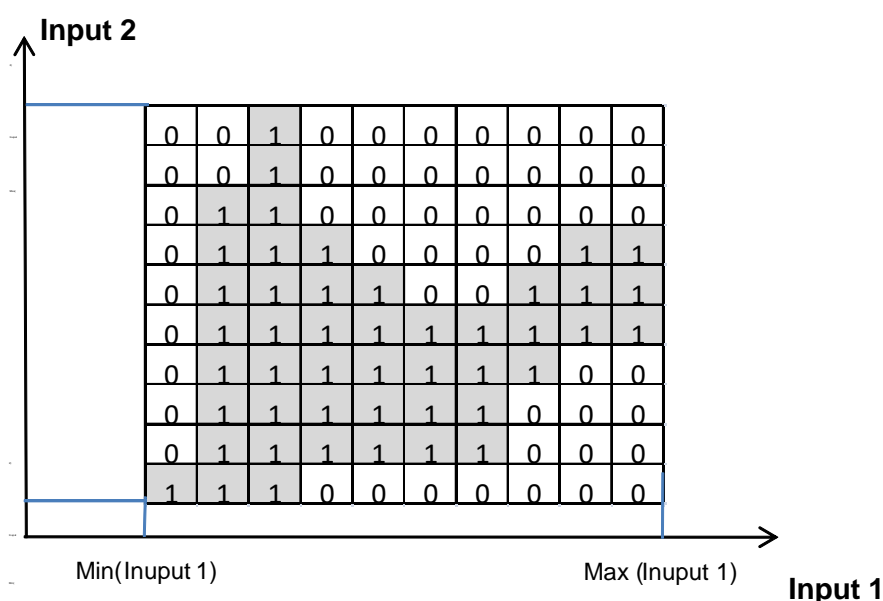 Input 2
0 0 1 0 0 0 0 0 0 0
0 0 1 0 0 0 0 0 0 0
0 1 1 0 0 0 0 0 0 0
0 1 1 1 0 0 0 0 1 1
0 1 1 1 1 0 0 1 1 1
0 1 1 1 1 1 1 1 1 1
0 1 1 1 1 1 1 1 0 0
0 1 1 1 1 1 1 0 0 0
0 1 1 1 1 1 1 0 0 0
1 1 1 0 0 0 0 0 0 0
Min(Inuput 1) Max (Inuput 1)
Input 1